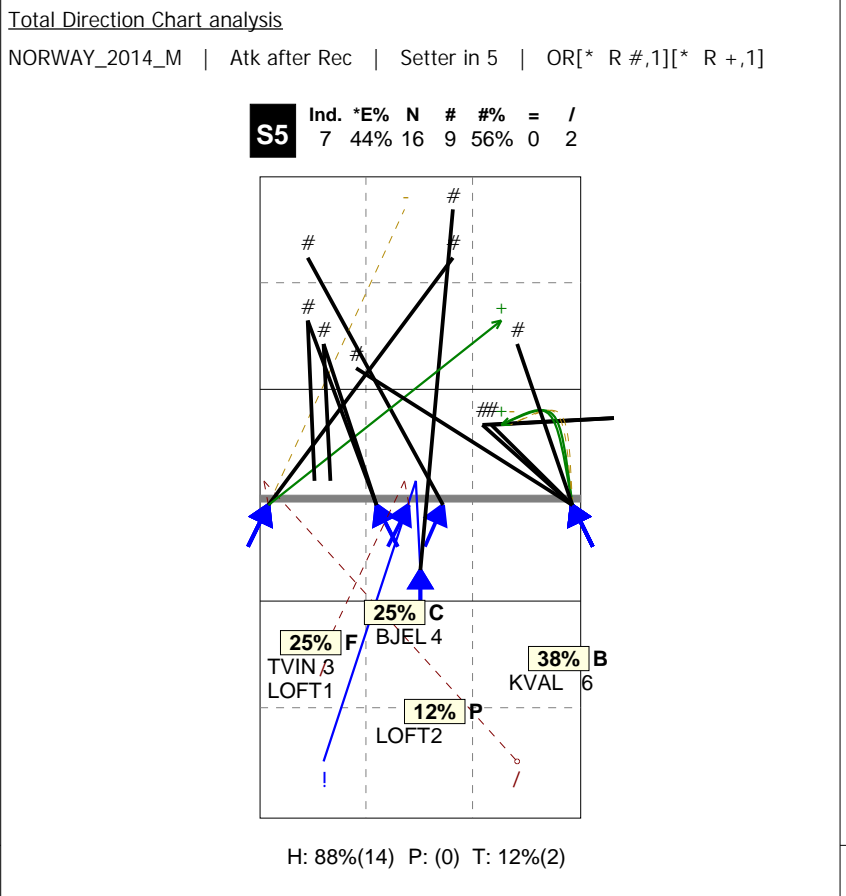 Total Direction Chart analysis
NORWAY_2014_M | Atk after Rec | Setter in 5 | OR[* R #,1][* R +,1]
S5 Ind. *E% N # #% = /
7 44% 16 9 56% 0 2
- #
# #
# +
# #
#
##+-
25% C
BJEL 4
25% F
TVIN 3
LOFT1
38% B
KVAL 6
12% P
LOFT2
/
! /
H: 88%(14) P: (0) T: 12%(2)